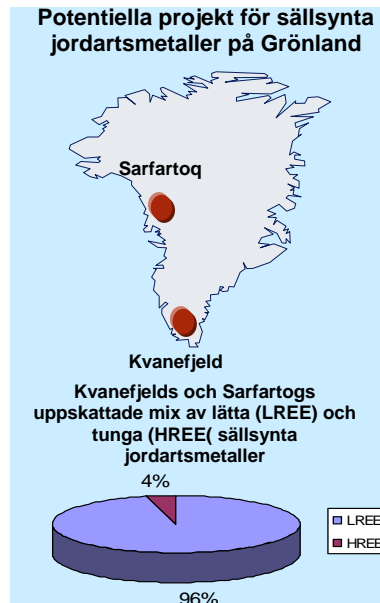 Potentiella projekt för sällsynta
jordartsmetaller på Grönland
Sarfartoq
Kvanefjeld
Kvanefjelds och Sarfartogs
uppskattade mix av lätta (LREE) och
tunga (HREE( sällsynta
jordartsmetaller
4%
LREE
HREE
96%